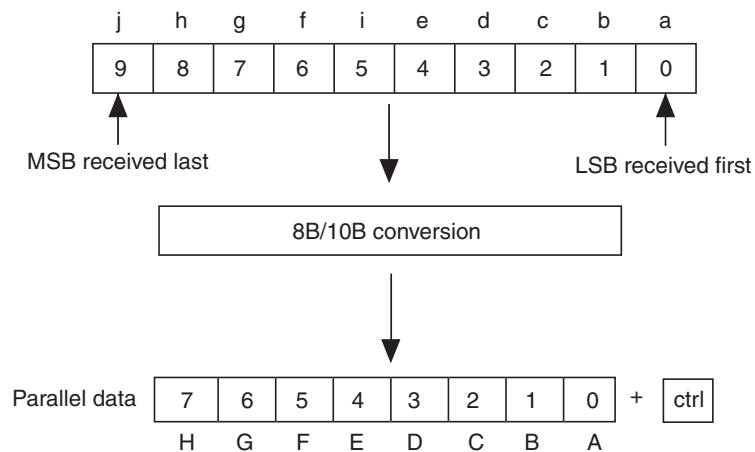 j h g f i e d c b a
9 8 7 6 5 4 3 2 1 0
MSB received last LSB received first
8B/10B conversion
Parallel data 7 6 5 4 3 2 1 0 + ctrl
H G F E D C B A